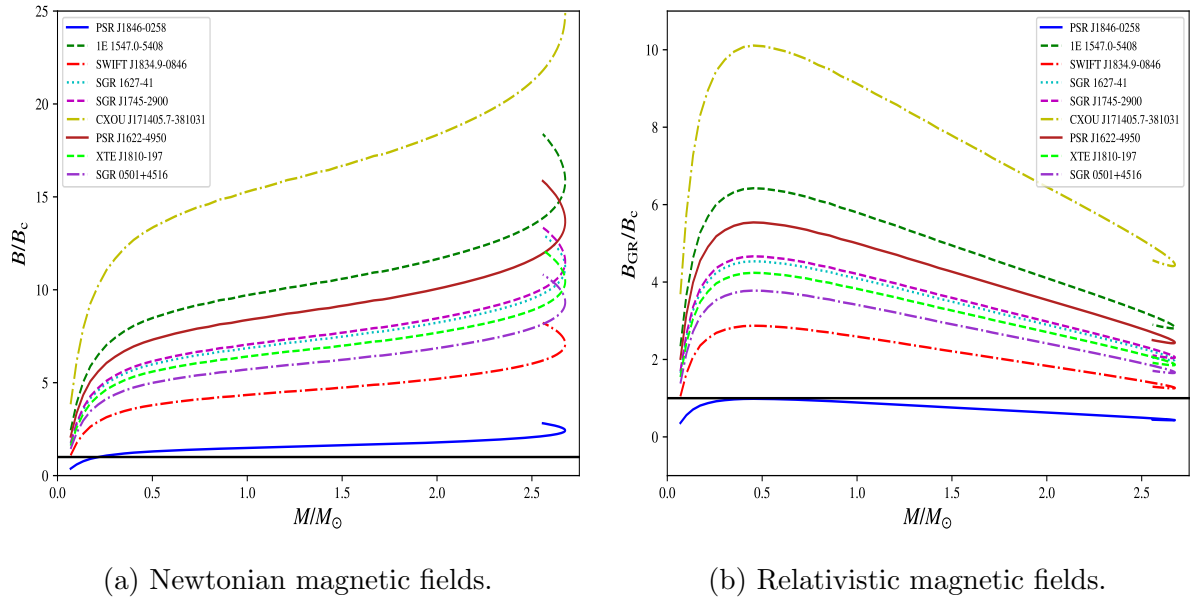 25
20
15
10
5
0
B/B_c
PSR J1846-0258
1E 1547.0-5408
SWIFT J1834.9-0846
SGR 1627-41
SGR J1745-2900
CXOU J171405.7-381031
PSR J1622-4950
XTE J1810-197
SGR 0501+4516
0.0 0.5 1.0 1.5 2.0 2.5
M/M_⊙
(a) Newtonian magnetic fields.
10
8
6
4
2
0
B_GR/B_c
PSR J1846-0258
1E 1547.0-5408
SWIFT J1834.9-0846
SGR 1627-41
SGR J1745-2900
CXOU J171405.7-381031
PSR J1622-4950
XTE J1810-197
SGR 0501+4516
0.0 0.5 1.0 1.5 2.0 2.5
M/M_⊙
(b) Relativistic magnetic fields.